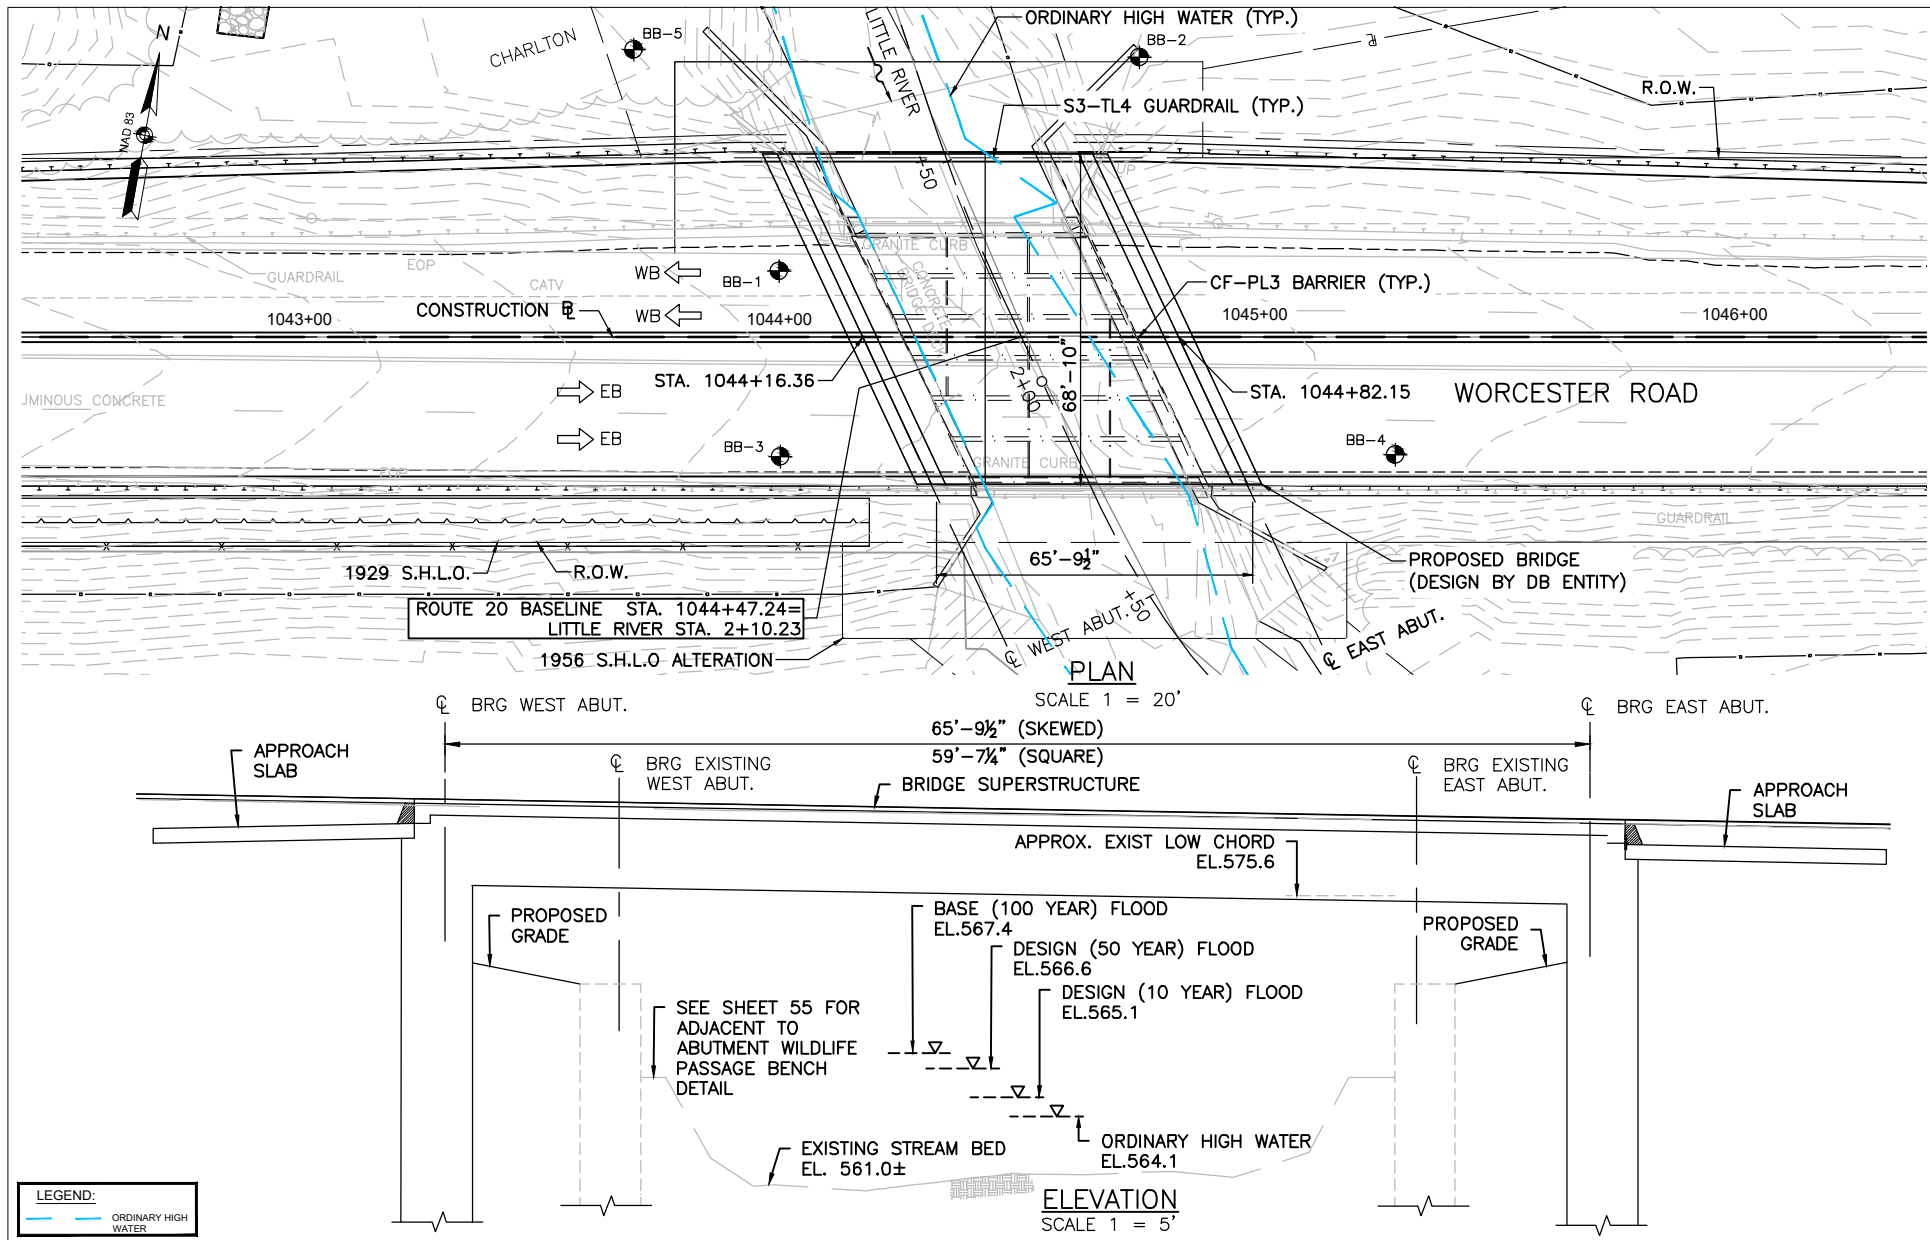 ORDINARY HIGH WATER (TYP.)
BB-5
BB-2
CHARLTON
N
NAD 83
LITTLE RIVER
S3-TL4 GUARDRAIL (TYP.)
R.O.W.
+50
UP
GRANITE CURB
GUARDRAIL
EOP
CATV
WB
BB-1
CONCRETE
BRIDGE DECK
CF-PL3 BARRIER (TYP.)
CONSTRUCTION BL
WB
1043+00
1044+00
1045+00
1046+00
STA. 1044+16.36
2+00
68'-10"
STA. 1044+82.15
WORCESTER ROAD
UMINOUS CONCRETE
EB
EB
BB-3
BB-4
EOP
GRANITE CURB
GUARDRAIL
1929 S.H.L.O.
R.O.W.
65'-9½"
PROPOSED BRIDGE
(DESIGN BY DB ENTITY)
ROUTE 20 BASELINE STA. 1044+47.24=
LITTLE RIVER STA. 2+10.23
+50
1956 S.H.L.O ALTERATION
℄ WEST ABUT.
℄ EAST ABUT.
PLAN
SCALE 1 = 20'
℄ BRG WEST ABUT.
℄ BRG EAST ABUT.
65'-9½" (SKEWED)
59'-7¼" (SQUARE)
APPROACH
SLAB
℄ BRG EXISTING
WEST ABUT.
BRIDGE SUPERSTRUCTURE
℄ BRG EXISTING
EAST ABUT.
APPROACH
SLAB
APPROX. EXIST LOW CHORD
EL.575.6
PROPOSED
GRADE
BASE (100 YEAR) FLOOD
EL.567.4
PROPOSED
GRADE
DESIGN (50 YEAR) FLOOD
EL.566.6
DESIGN (10 YEAR) FLOOD
EL.565.1
SEE SHEET 55 FOR
ADJACENT TO
ABUTMENT WILDLIFE
PASSAGE BENCH
DETAIL
EXISTING STREAM BED
EL. 561.0±
ORDINARY HIGH WATER
EL.564.1
ELEVATION
SCALE 1 = 5'
LEGEND:
ORDINARY HIGH
WATER